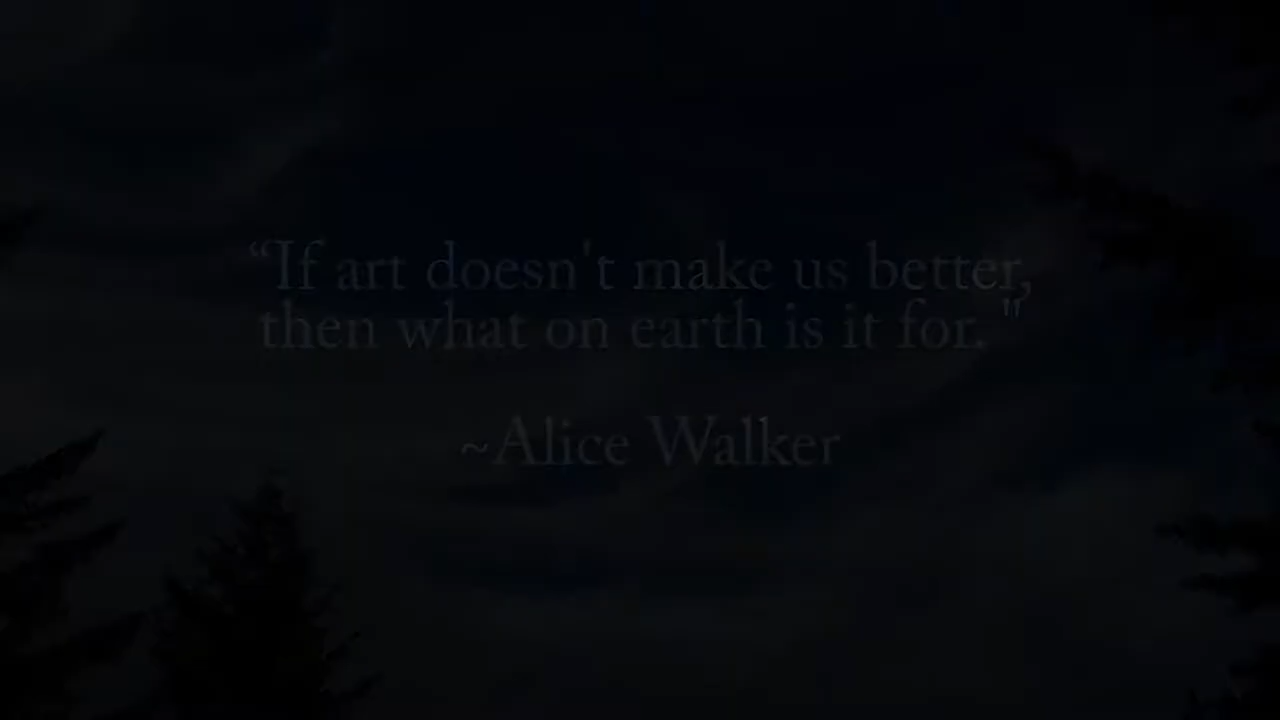 “If art doesn't make us better,
then what on earth is it for."
~Alice Walker